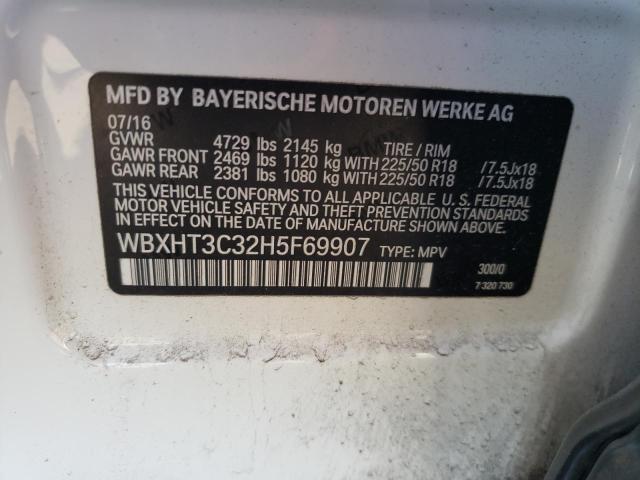 MFD BY BAYERISCHE MOTOREN WERKE AG
07/16
GVWR 4729 lbs 2145 kg TIRE / RIM
GAWR FRONT 2469 lbs 1120 kg WITH 225/50 R18 /7.5Jx18
GAWR REAR 2381 lbs 1080 kg WITH 225/50 R18 /7.5Jx18
THIS VEHICLE CONFORMS TO ALL APPLICABLE U. S. FEDERAL
MOTOR VEHICLE SAFETY AND THEFT PREVENTION STANDARDS
IN EFFECT ON THE DATE OF MANUFACTURE SHOWN ABOVE.
WBXHT3C32H5F69907 TYPE: MPV
300/0
7 320 730